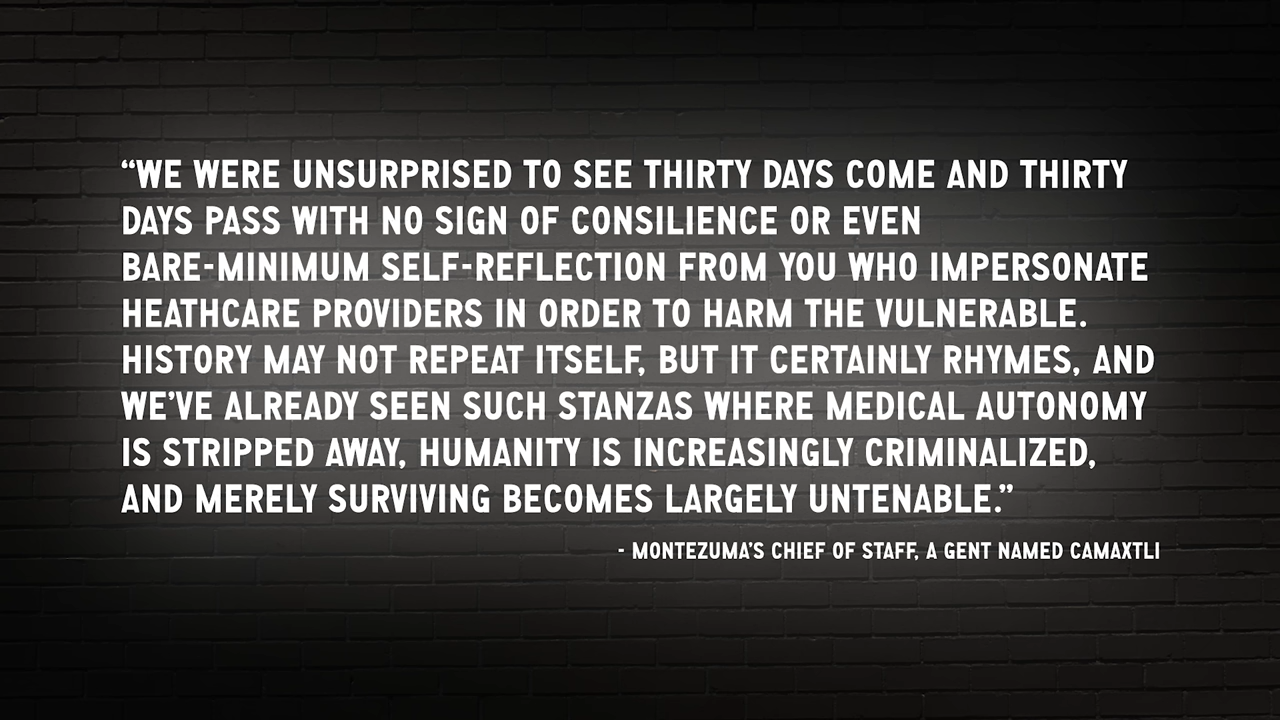 “WE WERE UNSURPRISED TO SEE THIRTY DAYS COME AND THIRTY
DAYS PASS WITH NO SIGN OF CONSILIENCE OR EVEN
BARE-MINIMUM SELF-REFLECTION FROM YOU WHO IMPERSONATE
HEATHCARE PROVIDERS IN ORDER TO HARM THE VULNERABLE.
HISTORY MAY NOT REPEAT ITSELF, BUT IT CERTAINLY RHYMES, AND
WE’VE ALREADY SEEN SUCH STANZAS WHERE MEDICAL AUTONOMY
IS STRIPPED AWAY, HUMANITY IS INCREASINGLY CRIMINALIZED,
AND MERELY SURVIVING BECOMES LARGELY UNTENABLE.”
- MONTEZUMA’S CHIEF OF STAFF, A GENT NAMED CAMAXTLI